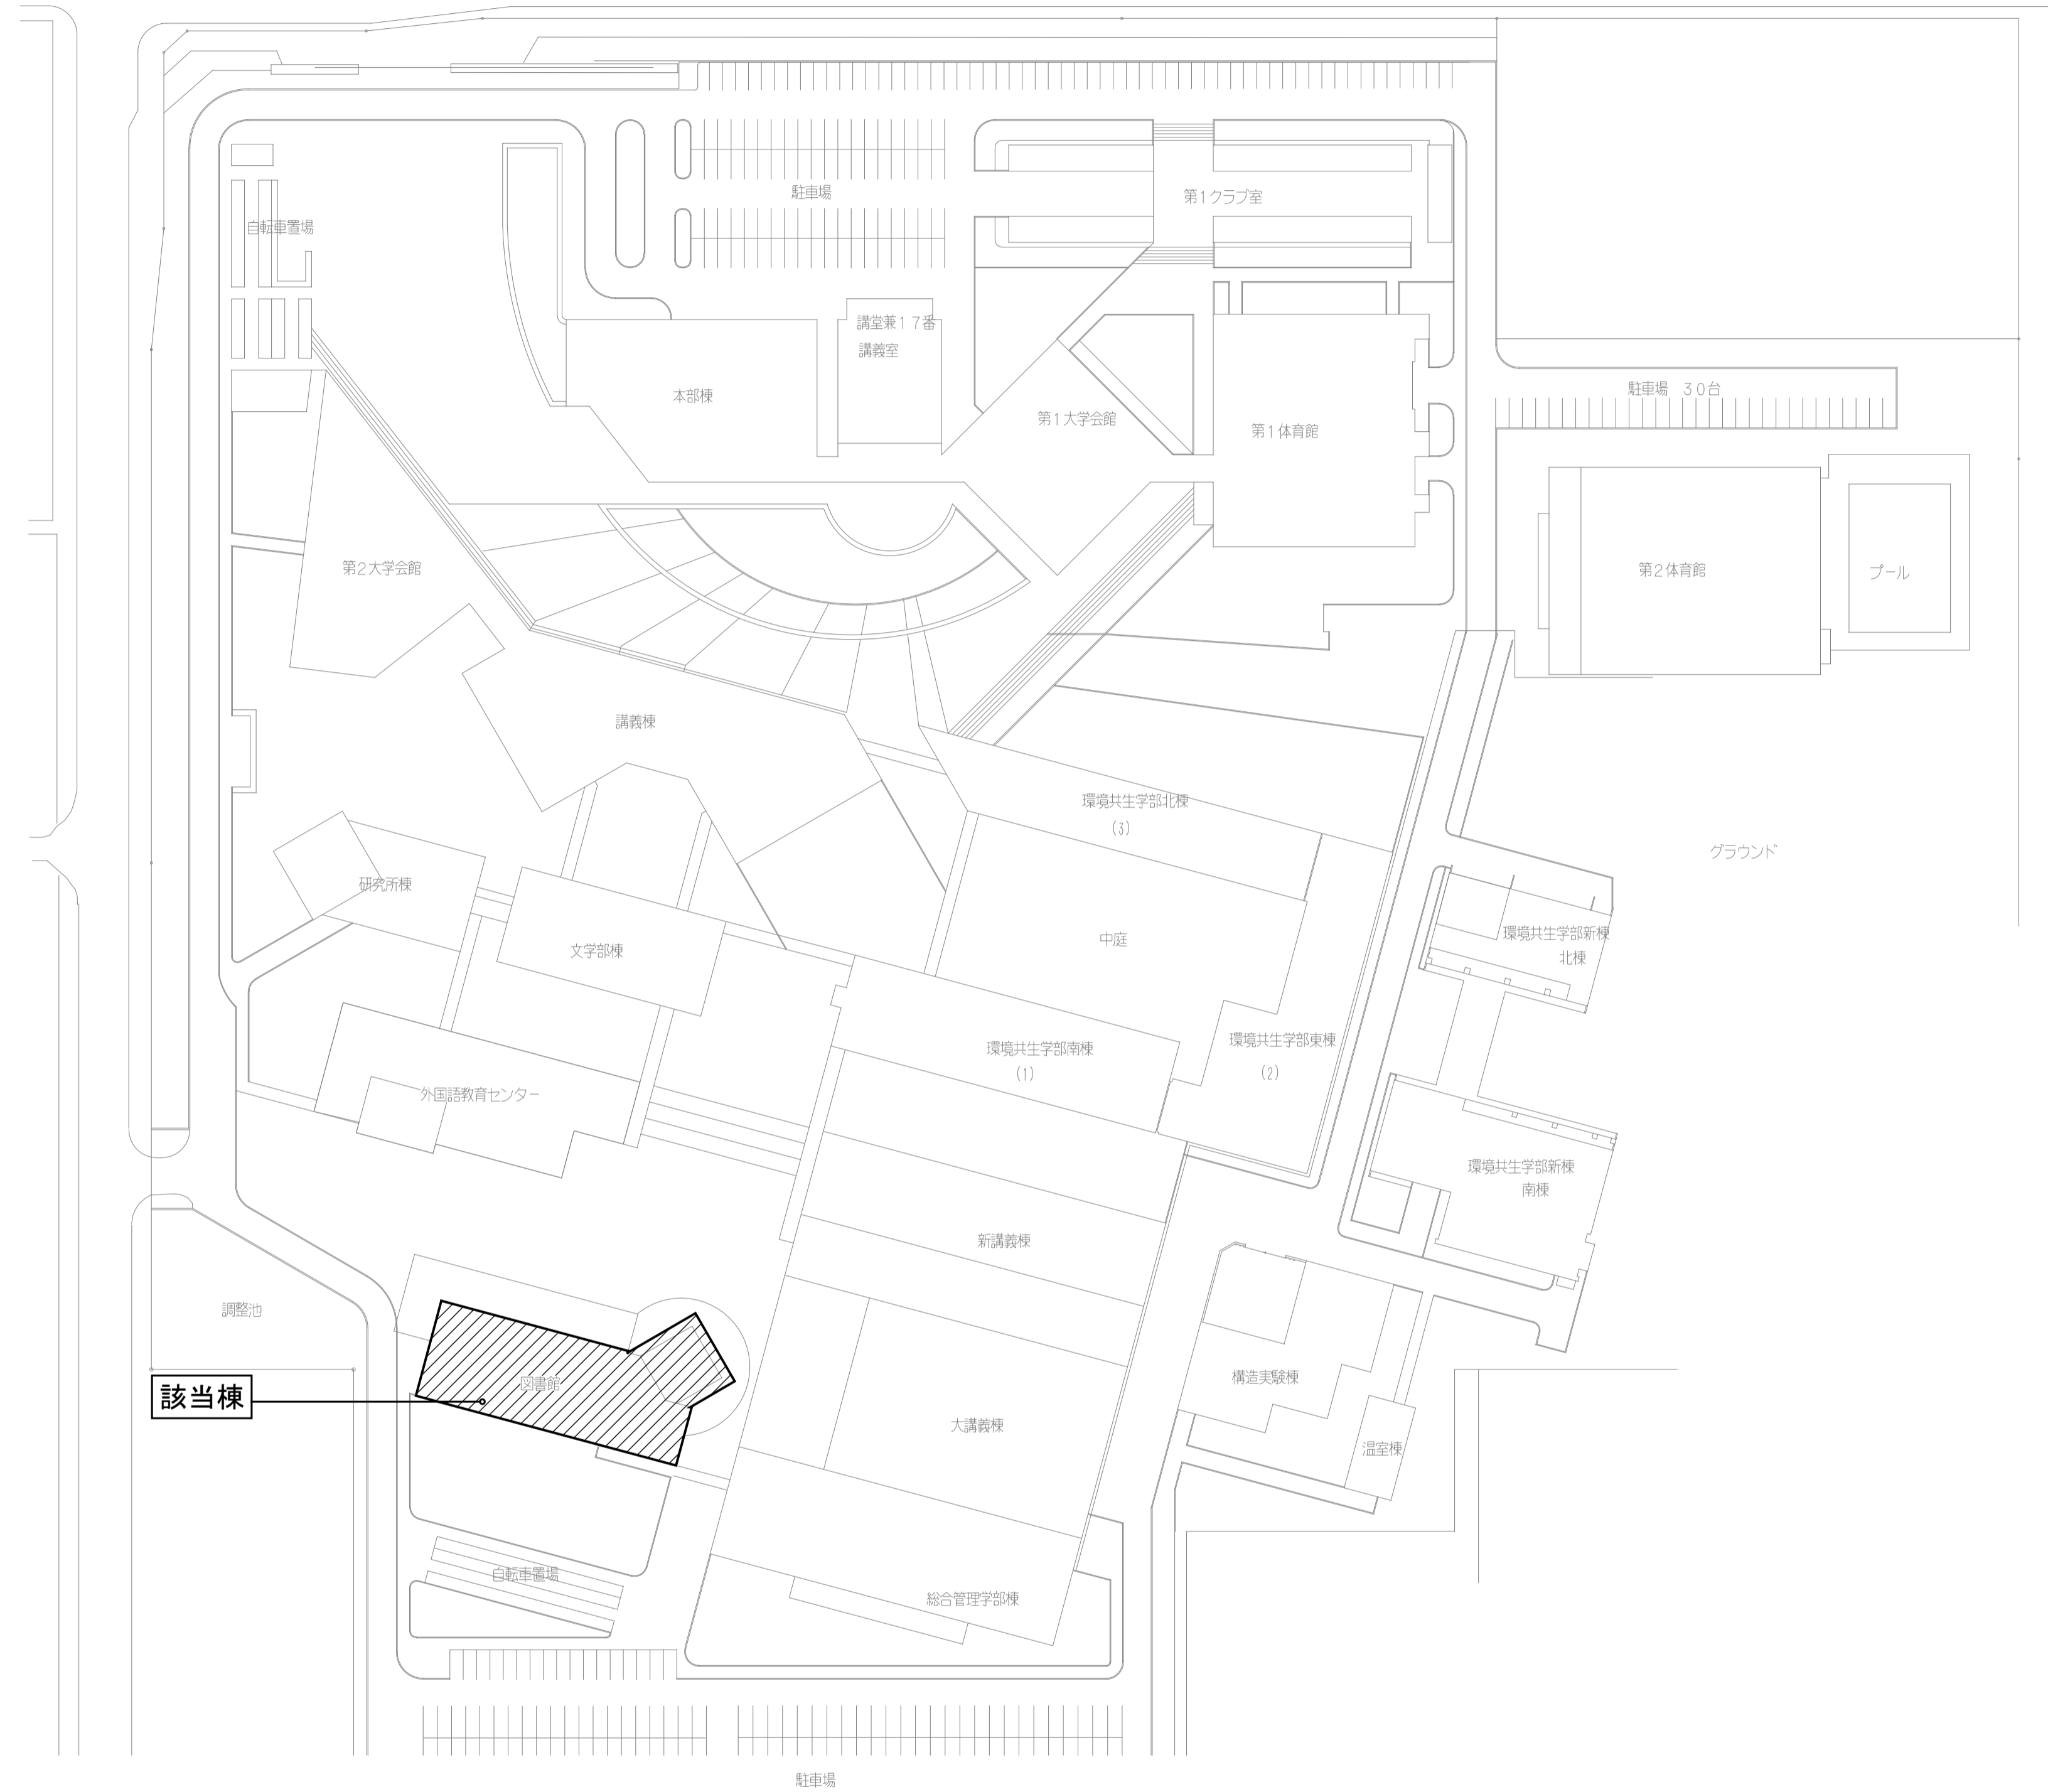 駐車場
第1クラブ室
自転車置場
講堂兼17番
講義室
本部棟
駐車場 30台
第1大学会館
第1体育館
第2大学会館
第2体育館
プール
講義棟
環境共生学部北棟
(3)
グラウンド
研究所棟
文学部棟
中庭
環境共生学部新棟
北棟
環境共生学部南棟
(1)
環境共生学部東棟
(2)
外国語教育センター
環境共生学部新棟
南棟
新講義棟
調整池
図書館
該当棟
構造実験棟
大講義棟
温室棟
自転車置場
総合管理学部棟
駐車場